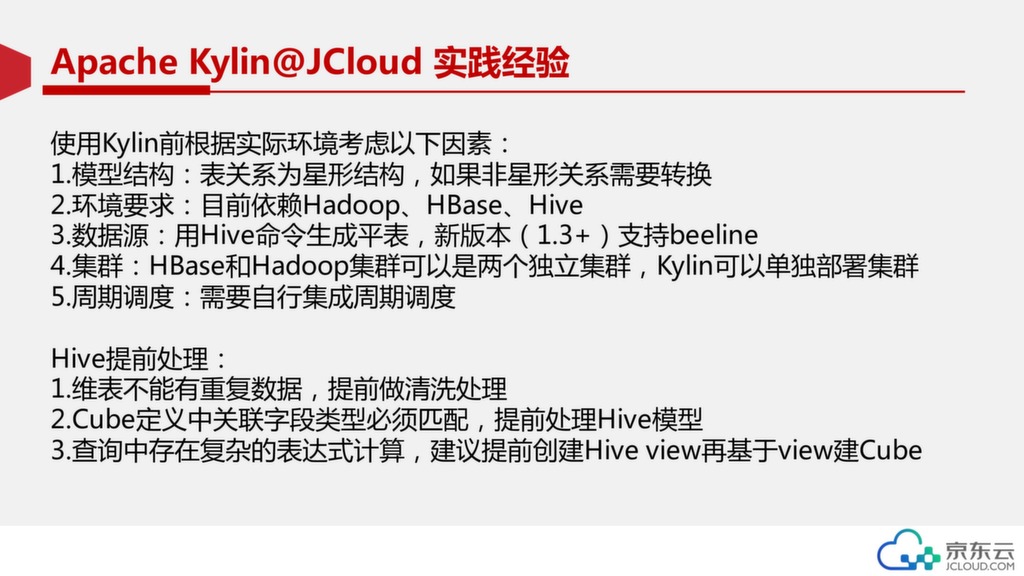 Apache Kylin@JCloud 实践经验
使用Kylin前根据实际环境考虑以下因素：
1.模型结构：表关系为星形结构，如果非星形关系需要转换
2.环境要求：目前依赖Hadoop、HBase、Hive
3.数据源：用Hive命令生成平表，新版本（1.3+）支持beeline
4.集群：HBase和Hadoop集群可以是两个独立集群，Kylin可以单独部署集群
5.周期调度：需要自行集成周期调度
Hive提前处理：
1.维表不能有重复数据，提前做清洗处理
2.Cube定义中关联字段类型必须匹配，提前处理Hive模型
3.查询中存在复杂的表达式计算，建议提前创建Hive view再基于view建Cube
京东云
JCLOUD.COM